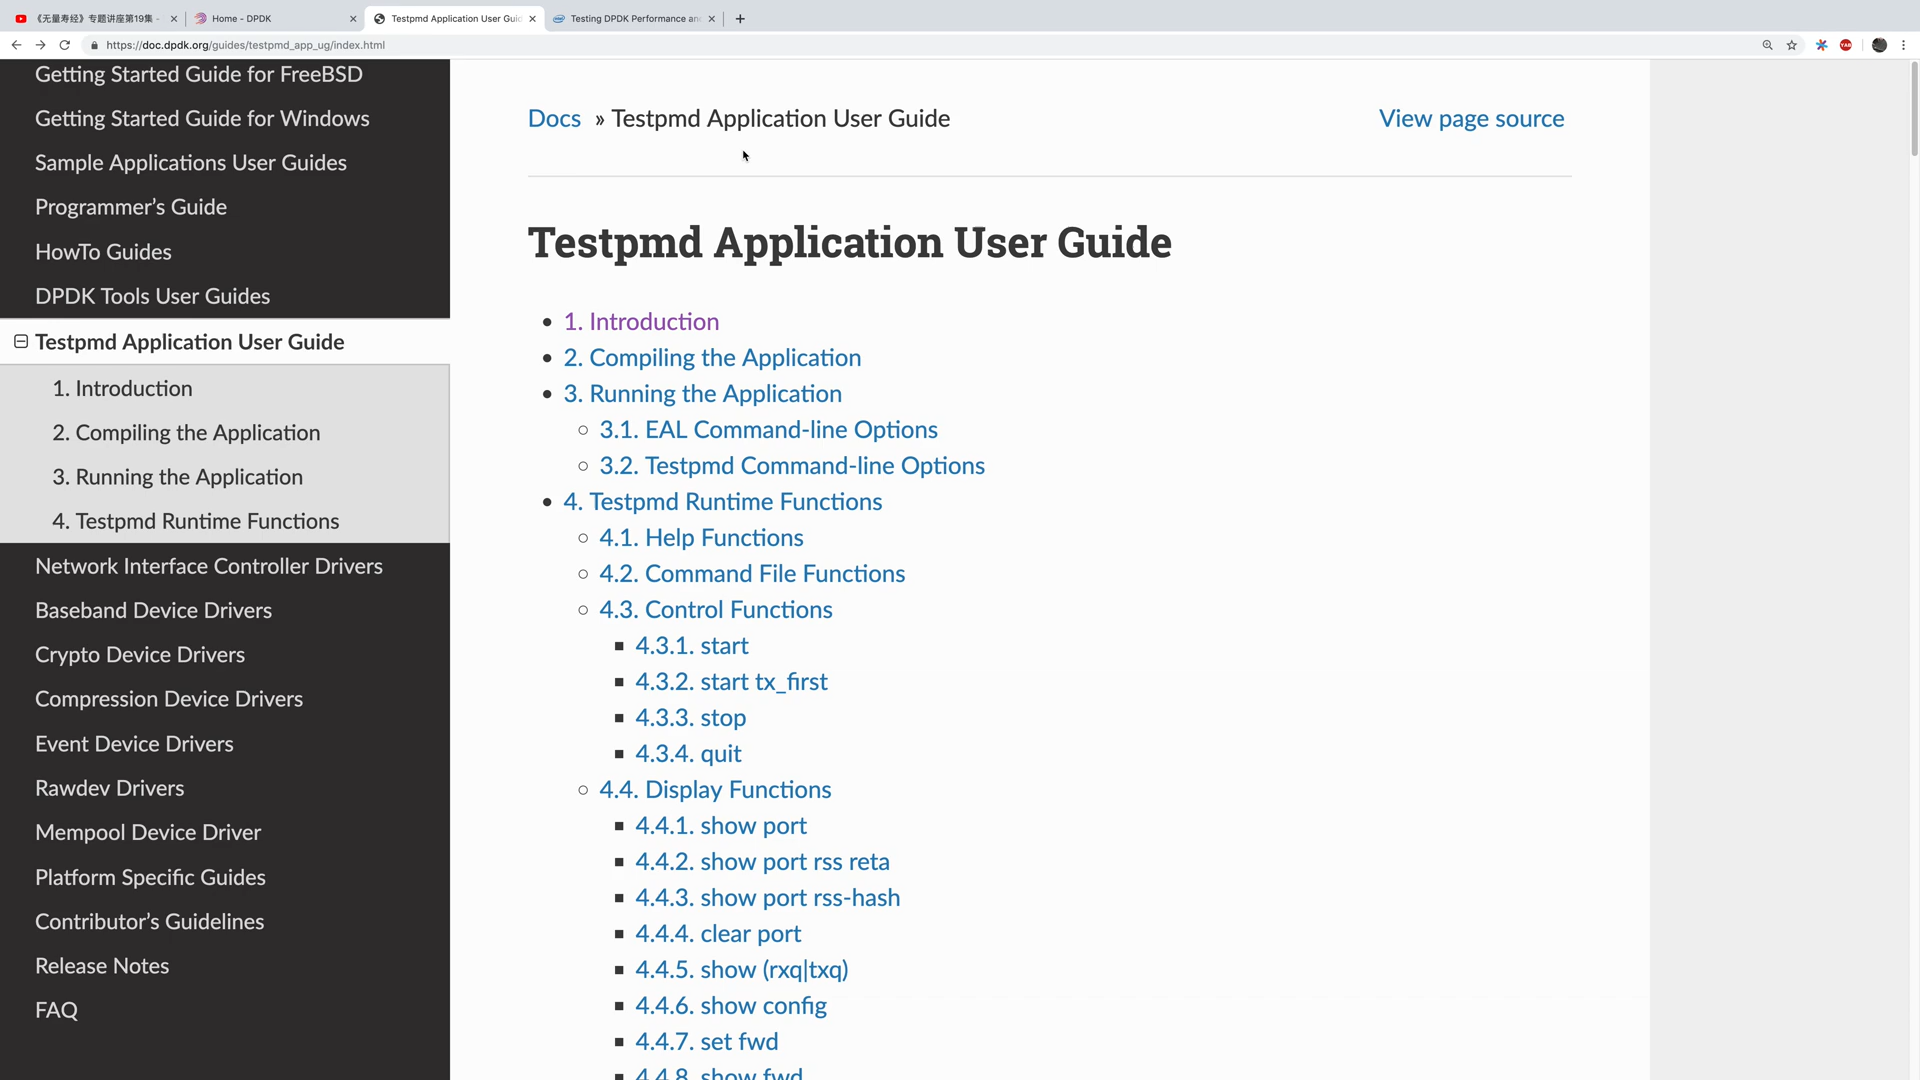 《无量寿经》专题讲座第19集 -
Home - DPDK
Testpmd Application User Guid
Testing DPDK Performance an
https://doc.dpdk.org/guides/testpmd_app_ug/index.html
Getting Started Guide for FreeBSD
Getting Started Guide for Windows
Sample Applications User Guides
Programmer’s Guide
HowTo Guides
DPDK Tools User Guides
Testpmd Application User Guide
1. Introduction
2. Compiling the Application
3. Running the Application
4. Testpmd Runtime Functions
Network Interface Controller Drivers
Baseband Device Drivers
Crypto Device Drivers
Compression Device Drivers
Event Device Drivers
Rawdev Drivers
Mempool Device Driver
Platform Specific Guides
Contributor’s Guidelines
Release Notes
FAQ
Docs » Testpmd Application User Guide
View page source
Testpmd Application User Guide
1. Introduction
2. Compiling the Application
3. Running the Application
3.1. EAL Command-line Options
3.2. Testpmd Command-line Options
4. Testpmd Runtime Functions
4.1. Help Functions
4.2. Command File Functions
4.3. Control Functions
4.3.1. start
4.3.2. start tx_first
4.3.3. stop
4.3.4. quit
4.4. Display Functions
4.4.1. show port
4.4.2. show port rss reta
4.4.3. show port rss-hash
4.4.4. clear port
4.4.5. show (rxq|txq)
4.4.6. show config
4.4.7. set fwd
4.4.8. show fwd